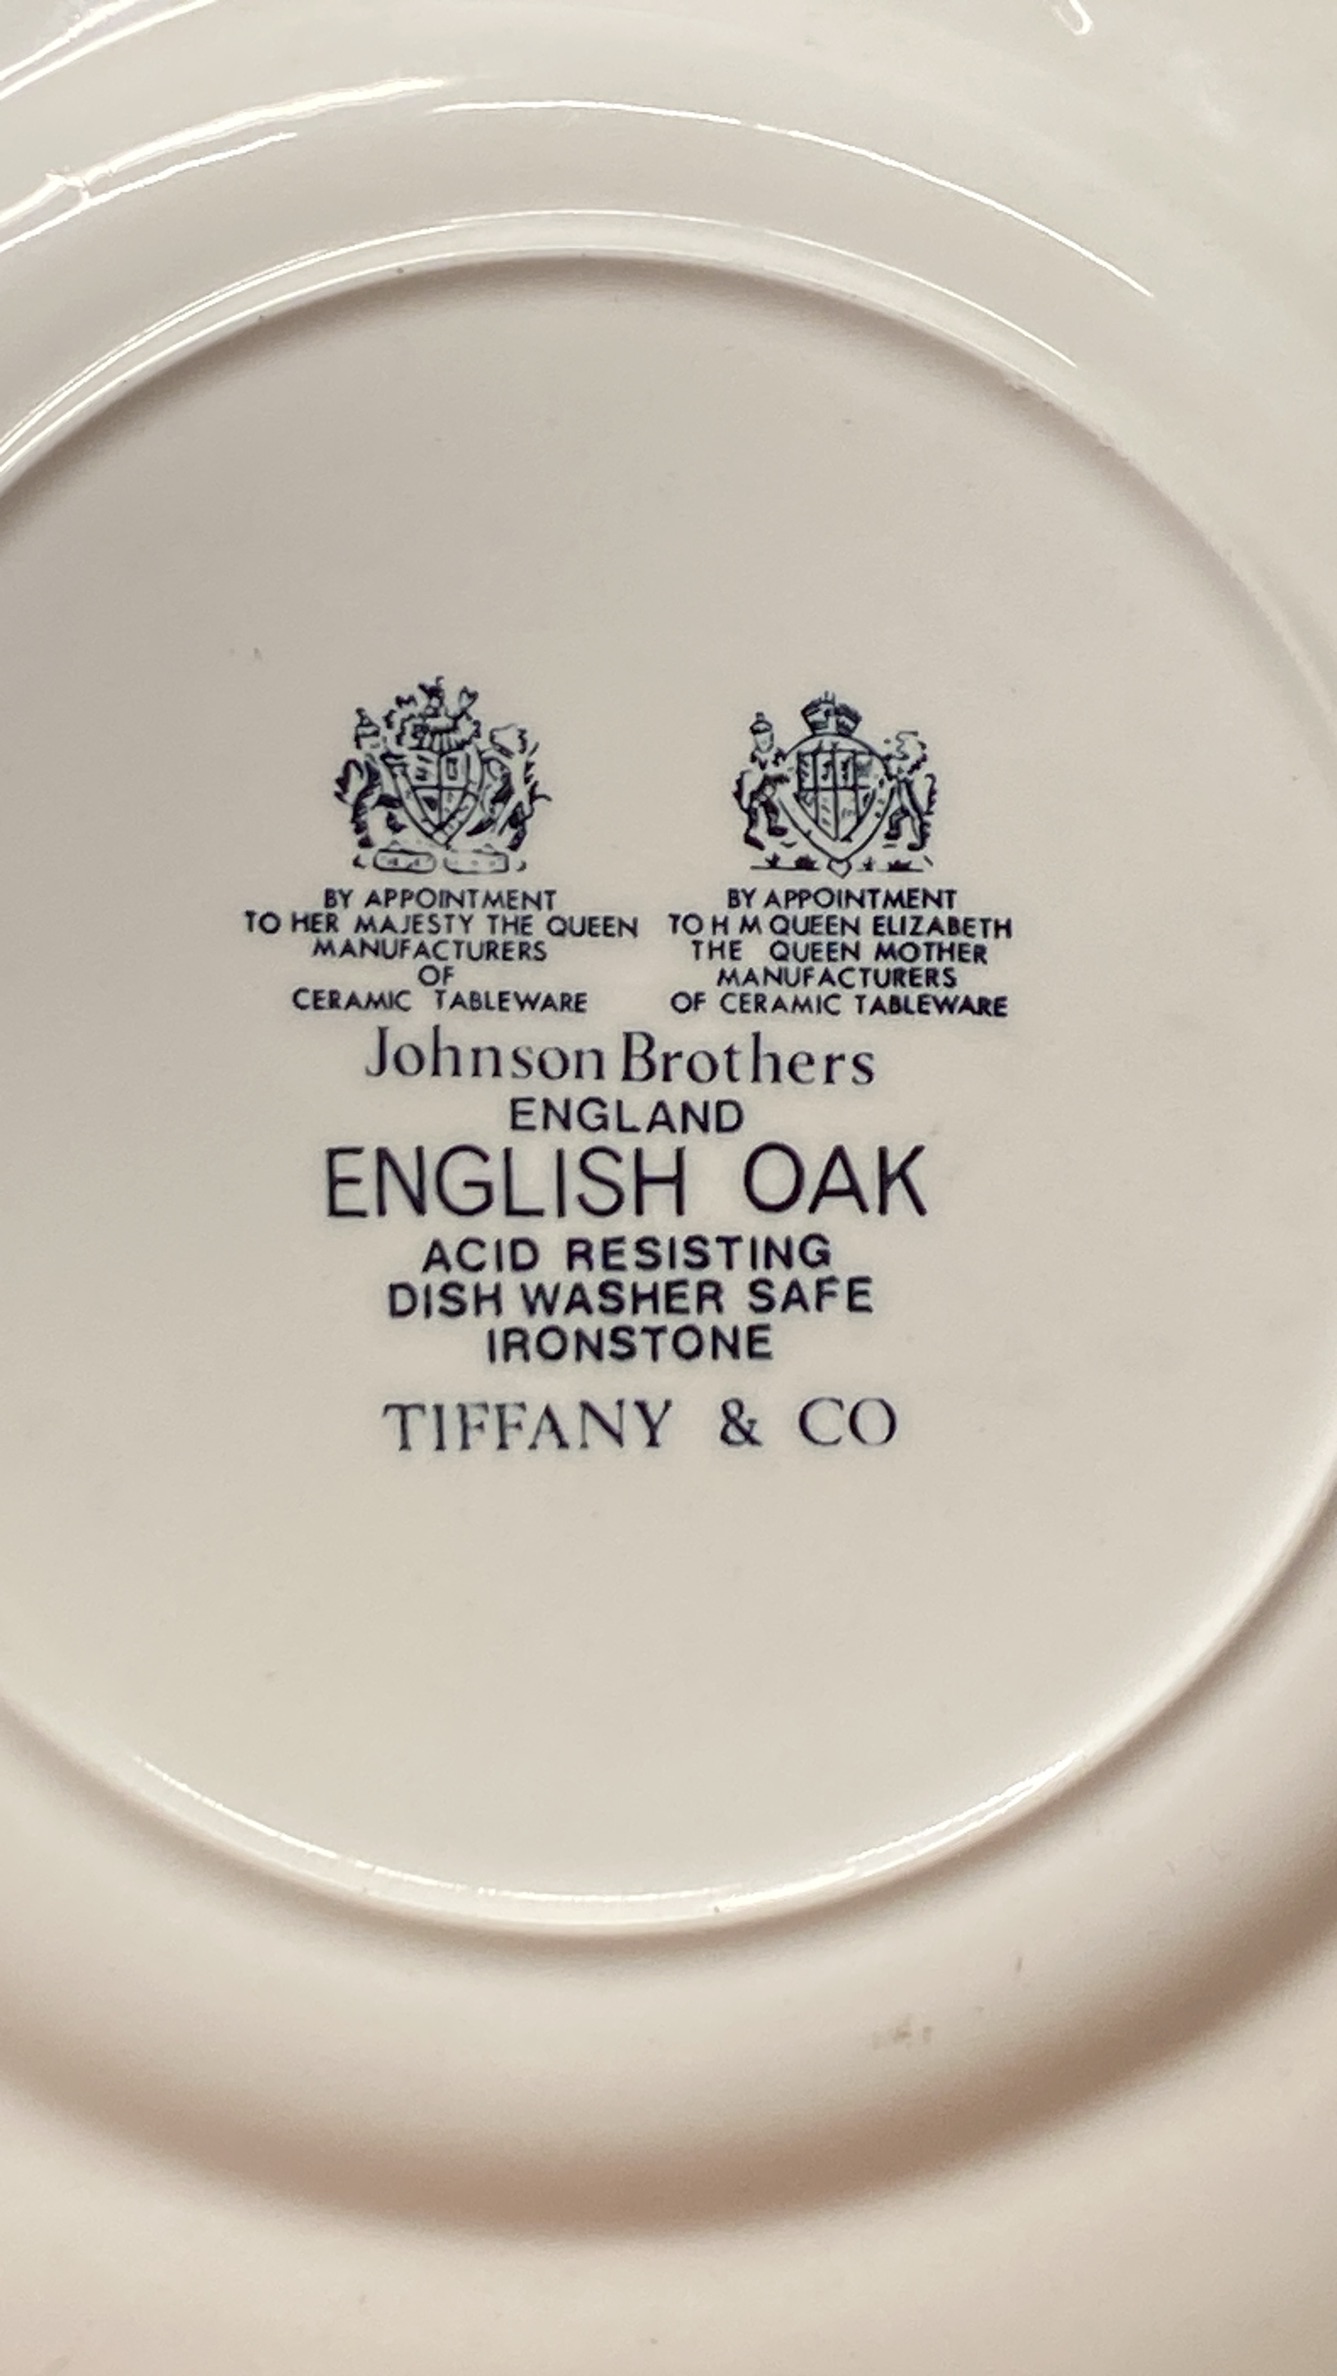 BY APPOINTMENT
TO HER MAJESTY THE QUEEN
MANUFACTURERS
OF
CERAMIC TABLEWARE
BY APPOINTMENT
TO H M QUEEN ELIZABETH
THE QUEEN MOTHER
MANUFACTURERS
OF CERAMIC TABLEWARE
Johnson Brothers
ENGLAND
ENGLISH OAK
ACID RESISTING
DISH WASHER SAFE
IRONSTONE
TIFFANY & CO